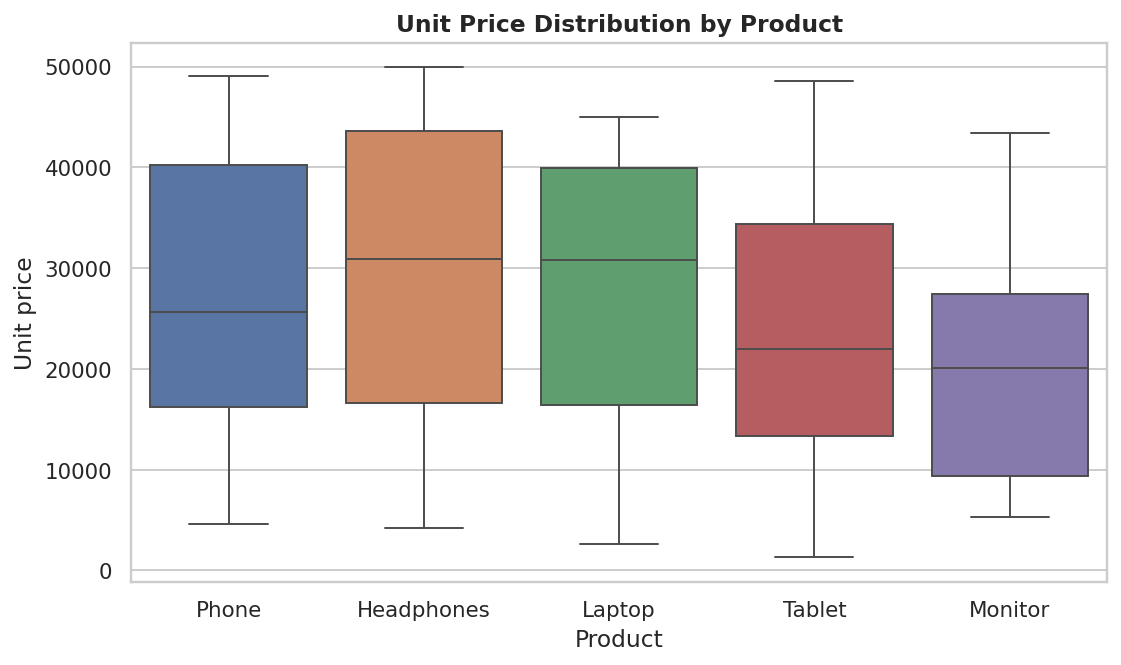 Unit Price Distribution by Product
50000
40000
30000
20000
10000
0
Unit price
Phone Headphones Laptop Tablet Monitor
Product